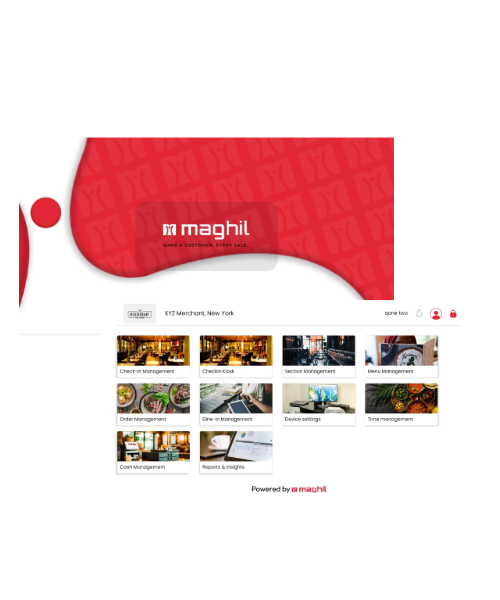 maghil
MAKE A CUSTOMER, EVERY SALE.
XYZ Merchant, New York
qone two
Check-In Management
Checkin Kiosk
Section Management
Menu Management
Order Management
Dine-In Management
Device settings
Time management
Cash Management
Reports & Insights
Powered by maghil